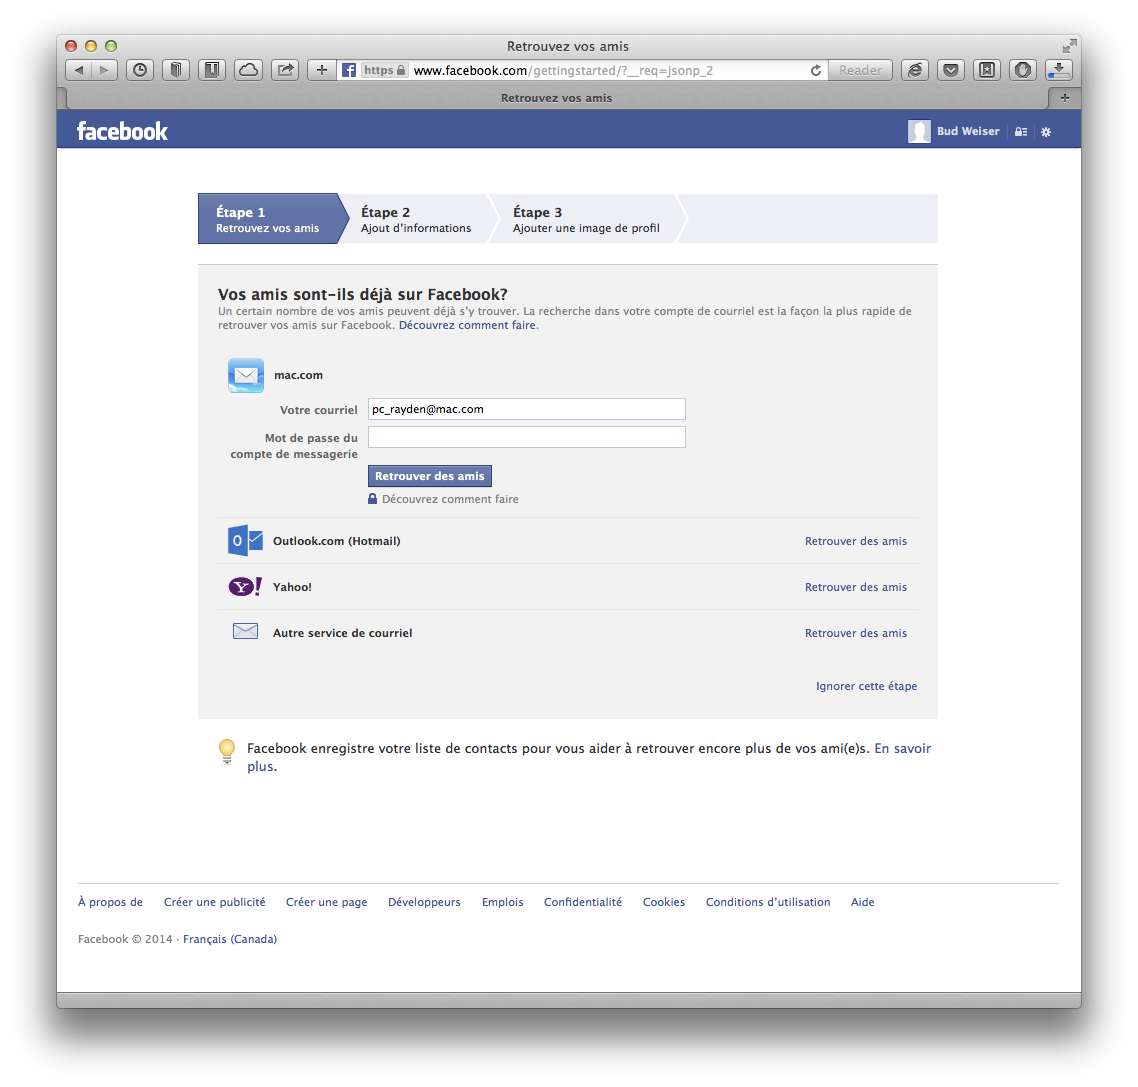 Retrouvez vos amis
https www.facebook.com/gettingstarted/?__req=jsonp_2 Reader
Retrouvez vos amis
facebook Bud Weiser
Étape 1 Étape 2 Étape 3
Retrouvez vos amis Ajout d’informations Ajouter une image de profil
Vos amis sont-ils déjà sur Facebook?
Un certain nombre de vos amis peuvent déjà s’y trouver. La recherche dans votre compte de courriel est la façon la plus rapide de
retrouver vos amis sur Facebook. Découvrez comment faire.
mac.com
Votre courriel pc_rayden@mac.com
Mot de passe du
compte de messagerie
Retrouver des amis
Découvrez comment faire
Outlook.com (Hotmail) Retrouver des amis
Yahoo! Retrouver des amis
Autre service de courriel Retrouver des amis
Ignorer cette étape
Facebook enregistre votre liste de contacts pour vous aider à retrouver encore plus de vos ami(e)s. En savoir
plus.
À propos de Créer une publicité Créer une page Développeurs Emplois Confidentialité Cookies Conditions d’utilisation Aide
Facebook © 2014 · Français (Canada)